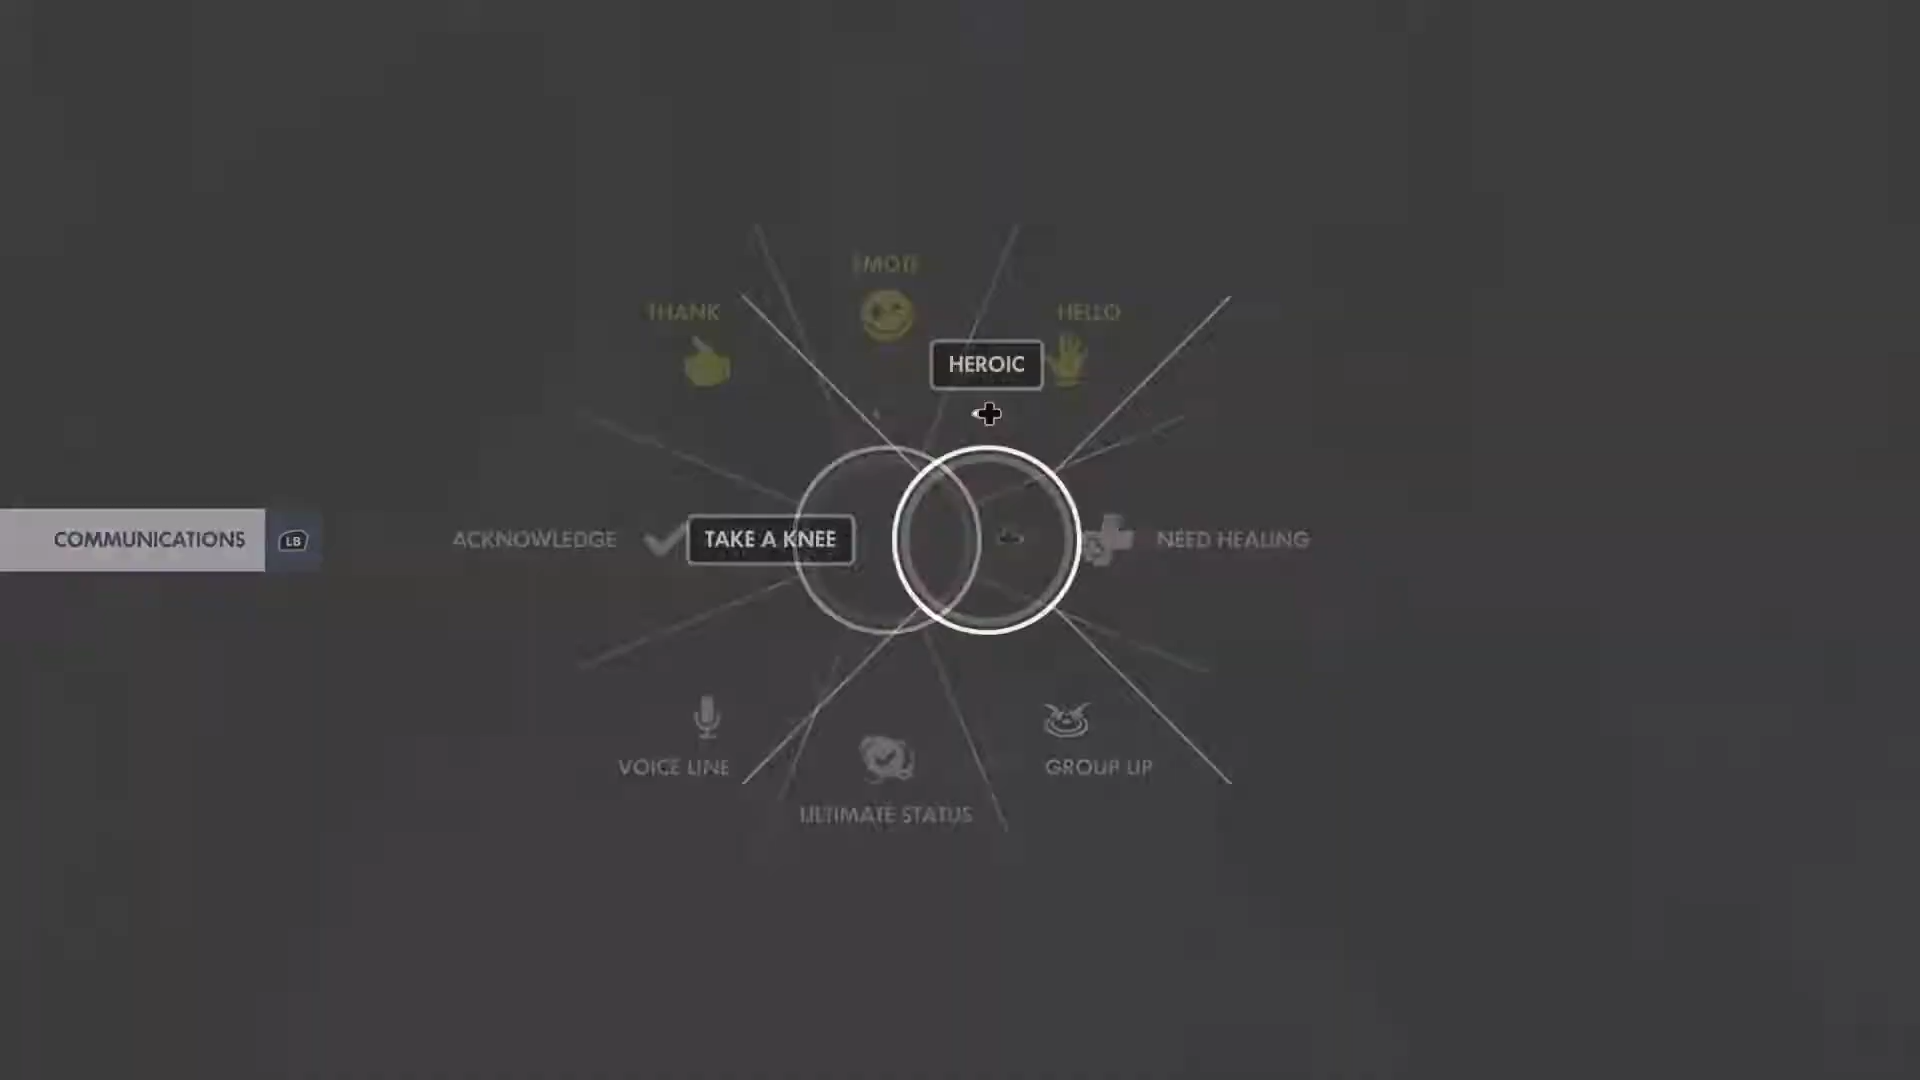 EMOTE
THANK
HELLO
HEROIC
COMMUNICATIONS
LB
ACKNOWLEDGE
TAKE A KNEE
NEED HEALING
VOICE LINE
GROUP UP
ULTIMATE STATUS